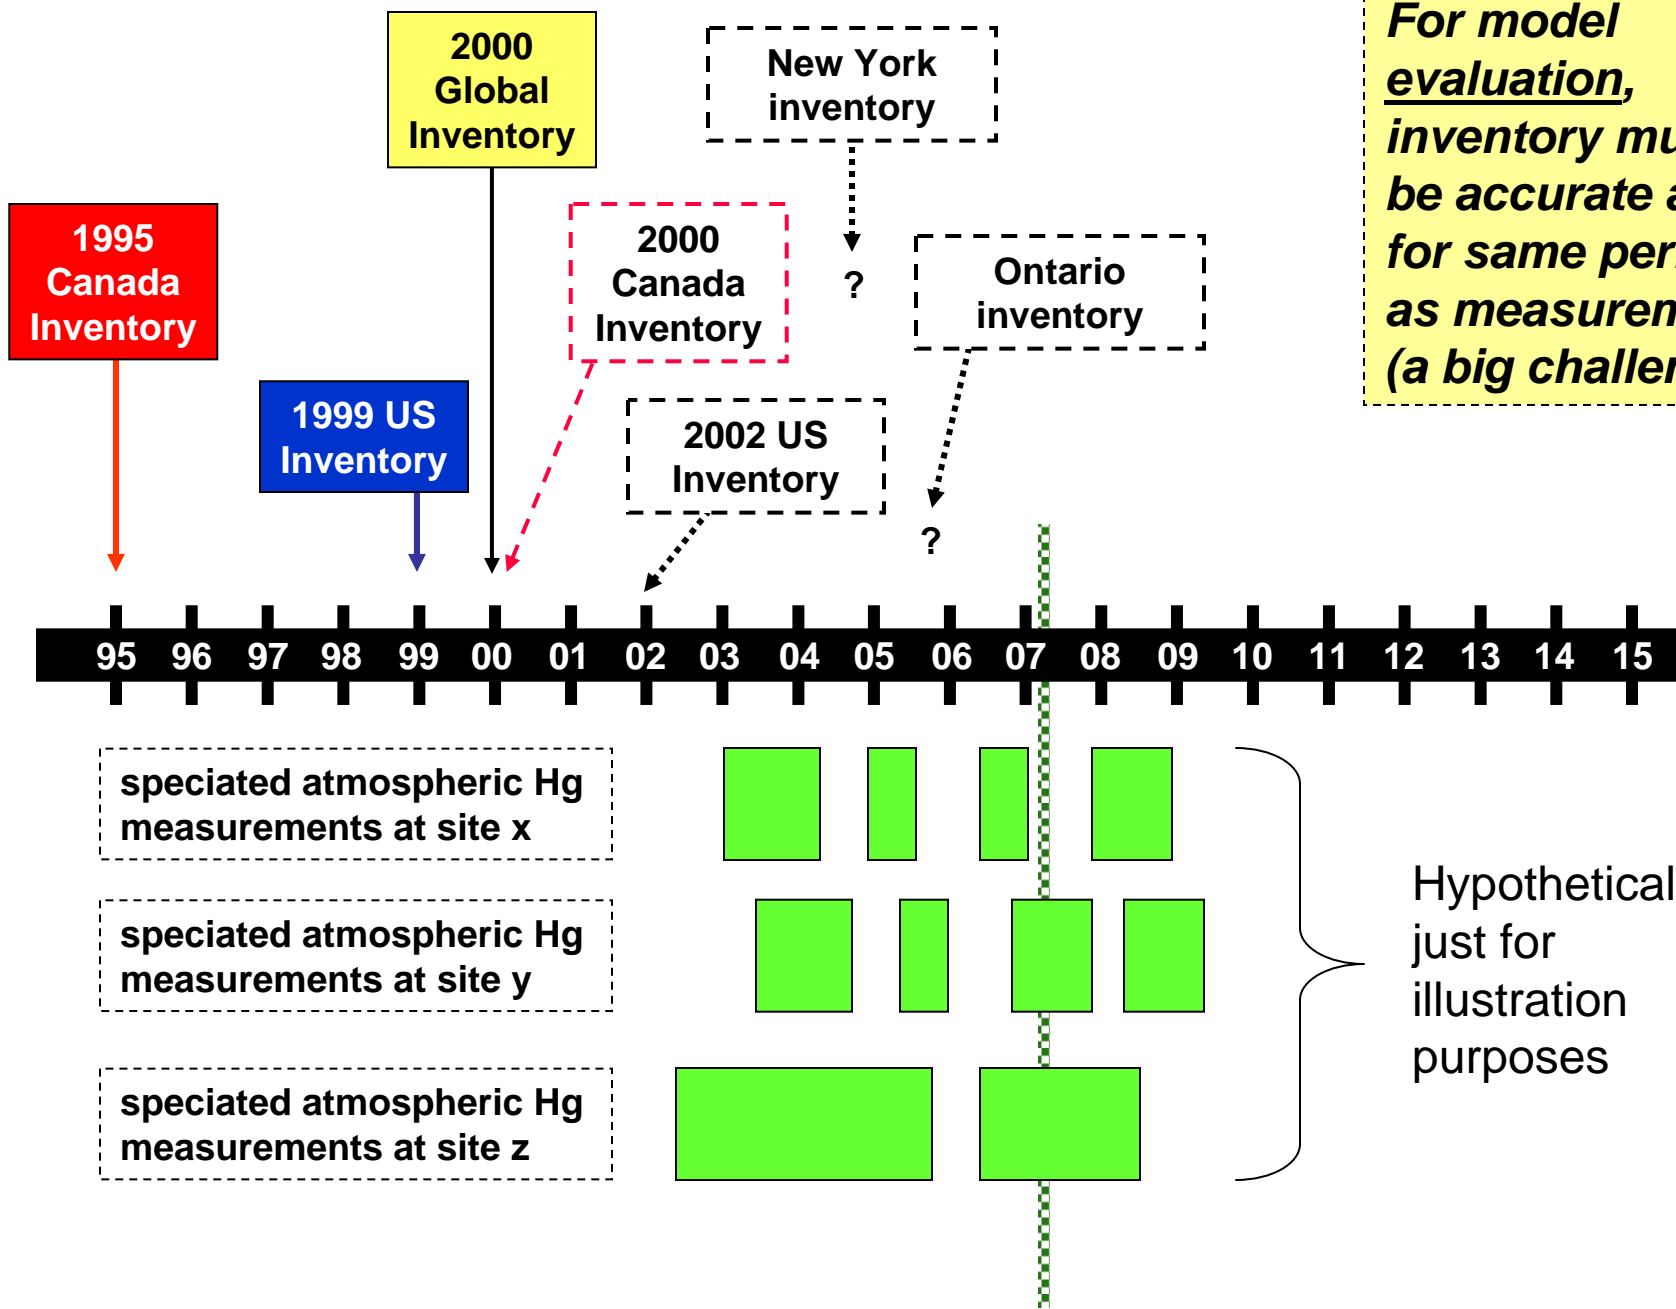 2000
Global
Inventory
New York
inventory
For model
evaluation,
inventory mu
be accurate a
for same per
as measurem
(a big challen
1995
Canada
Inventory
2000
Canada
Inventory
?
Ontario
inventory
1999 US
Inventory
2002 US
Inventory
?
95 96 97 98 99 00 01 02 03 04 05 06 07 08 09 10 11 12 13 14 15
speciated atmospheric Hg
measurements at site x
speciated atmospheric Hg
measurements at site y
speciated atmospheric Hg
measurements at site z
Hypothetical
just for
illustration
purposes